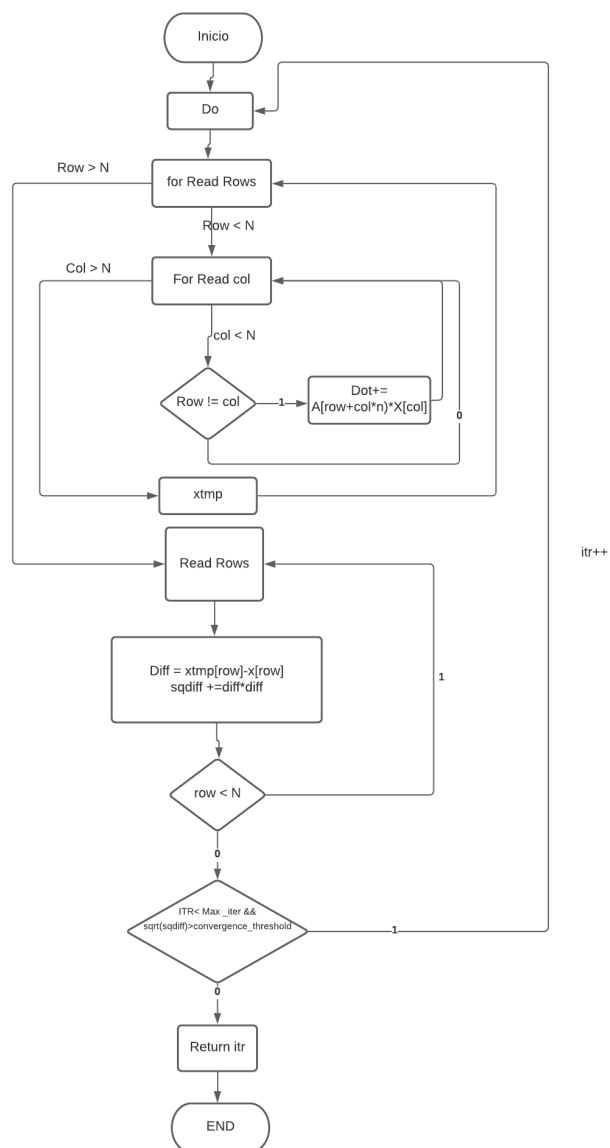 Inicio
Do
Row > N
for Read Rows
Row < N
Col > N
For Read col
col < N
Row != col
1
Dot+=
A[row+col*n)*X[col]
0
xtmp
itr++
Read Rows
Diff = xtmp[row]-x[row]
sqdiff +=diff*diff
1
row < N
0
ITR< Max _iter &&
sqrt(sqdiff)>convergence_threshold
1
0
Return itr
END